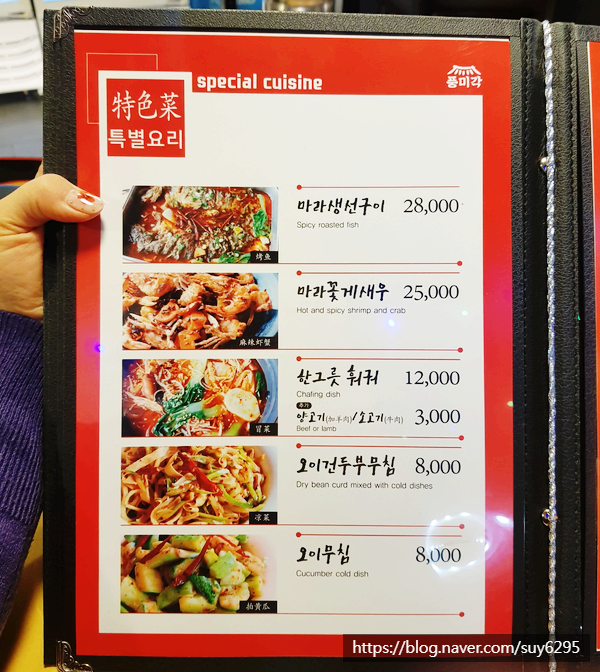 special cuisine
풍미각
特色菜
특별요리
마라생선구이 28,000
Spicy roasted fish
烤鱼
마라꽃게새우 25,000
Hot and spicy shrimp and crab
麻辣虾蟹
한그릇 훠궈 12,000
Chafing dish
추가
양고기(加羊肉)/소고기(牛肉) 3,000
Beef or lamb
冒菜
오이건두부무침 8,000
Dry bean curd mixed with cold dishes
凉菜
오이무침 8,000
Cucumber cold dish
拍黄瓜
https://blog.naver.com/suy6295